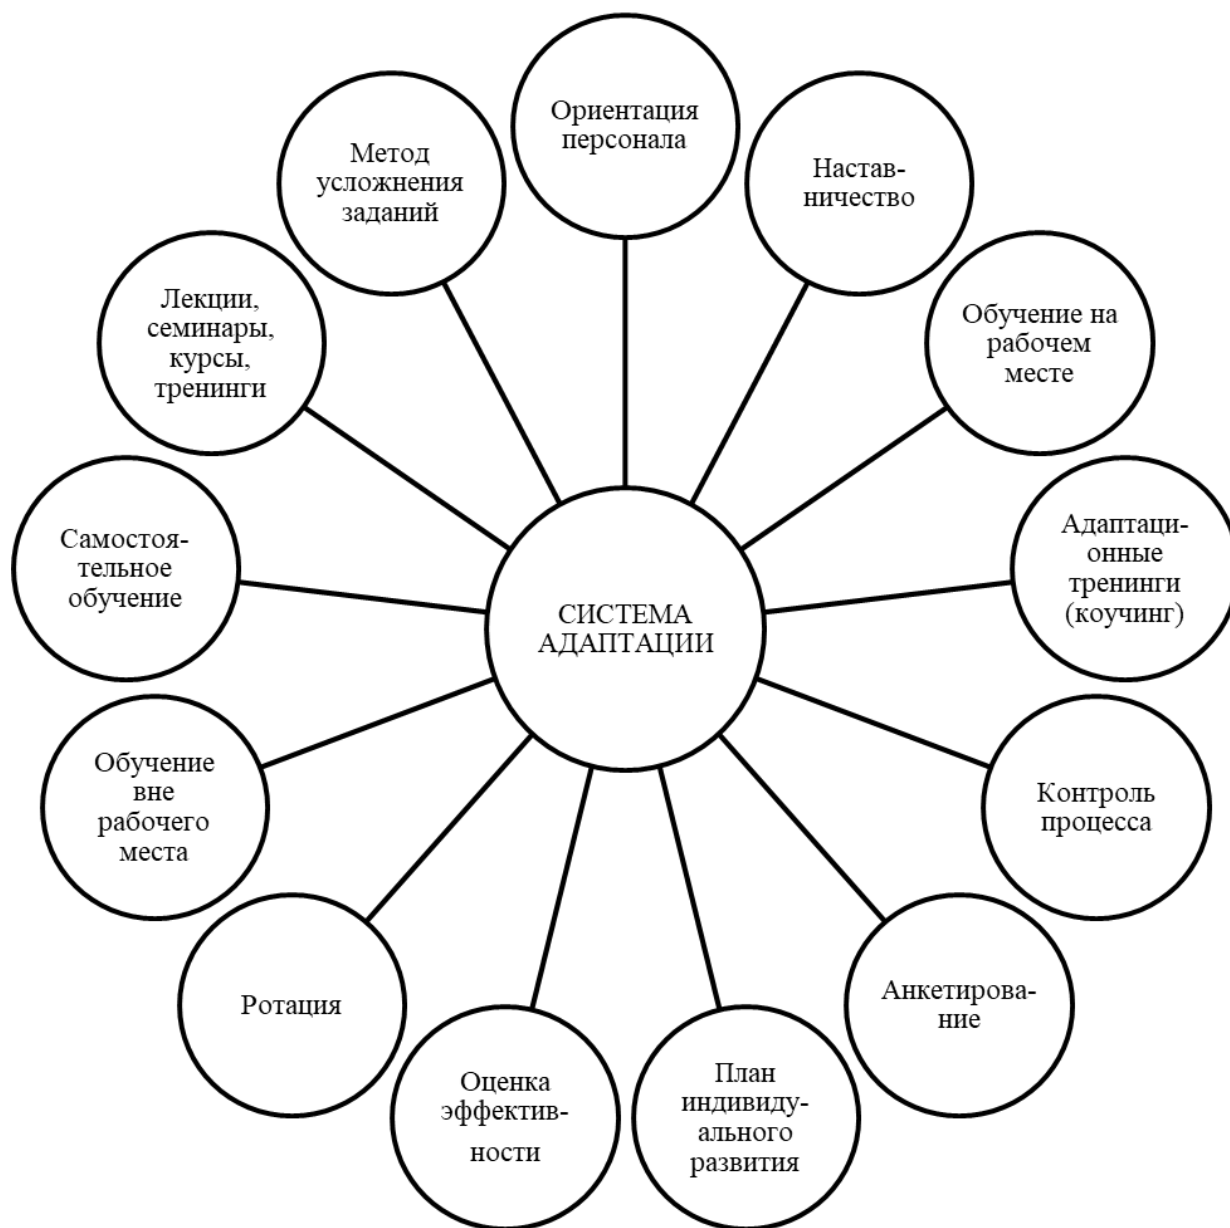 Ориентация
персонала
Настав-
ничество
Обучение на
рабочем
месте
Адаптаци-
онные
тренинги
(коучинг)
Контроль
процесса
Анкетирова-
ние
План
индивиду-
ального
развития
Оценка
эффектив-
ности
Ротация
Обучение
вне
рабочего
места
Самостоя-
тельное
обучение
Лекции,
семинары,
курсы,
тренинги
Метод
усложнения
заданий
СИСТЕМА
АДАПТАЦИИ